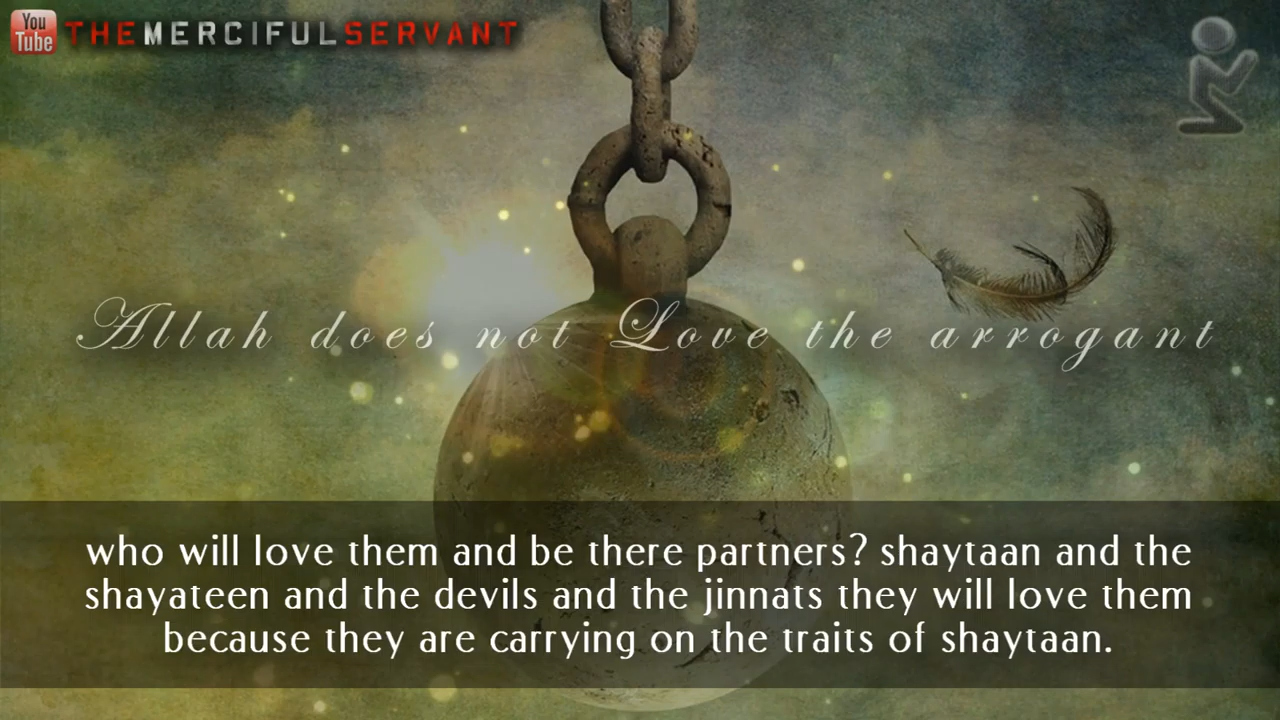 You
Tube
THEMERCIFULSERVANT
Allah does not Love the arrogant
who will love them and be there partners? shaytaan and the
shayateen and the devils and the jinnats they will love them
because they are carrying on the traits of shaytaan.